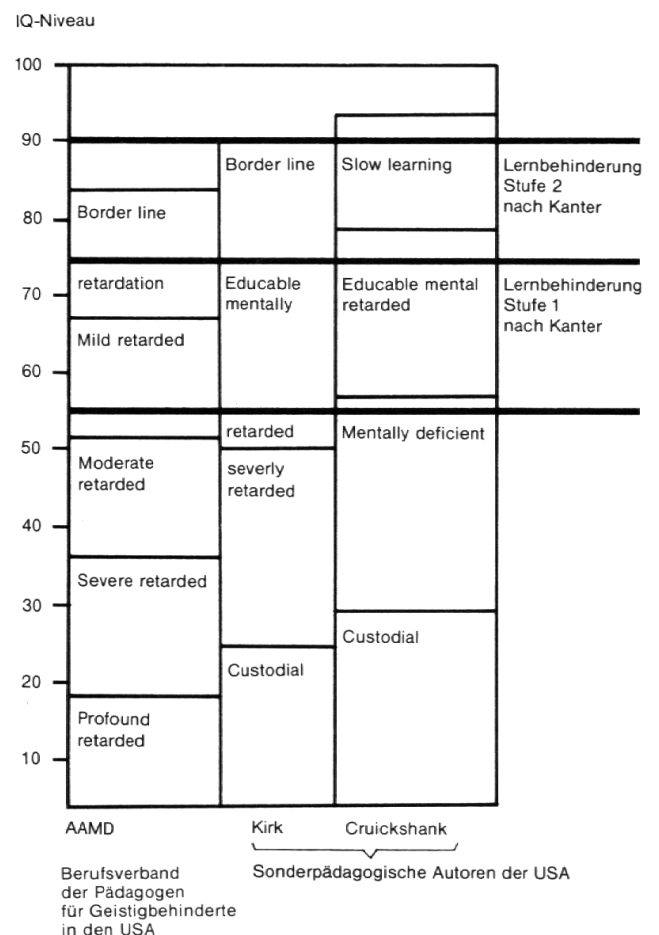 IQ-Niveau
100
90
80
70
60
50
40
30
20
10
Border line
retardation
Mild retarded
Moderate
retarded
Severe retarded
Profound
retarded
Border line
Educable
mentally
retarded
severly
retarded
Custodial
Slow learning
Educable mental
retarded
Mentally deficient
Custodial
Lernbehinderung
Stufe 2
nach Kanter
Lernbehinderung
Stufe 1
nach Kanter
AAMD
Kirk
Cruickshank
Berufsverband
der Pädagogen
für Geistigbehinderte
in den USA
Sonderpädagogische Autoren der USA